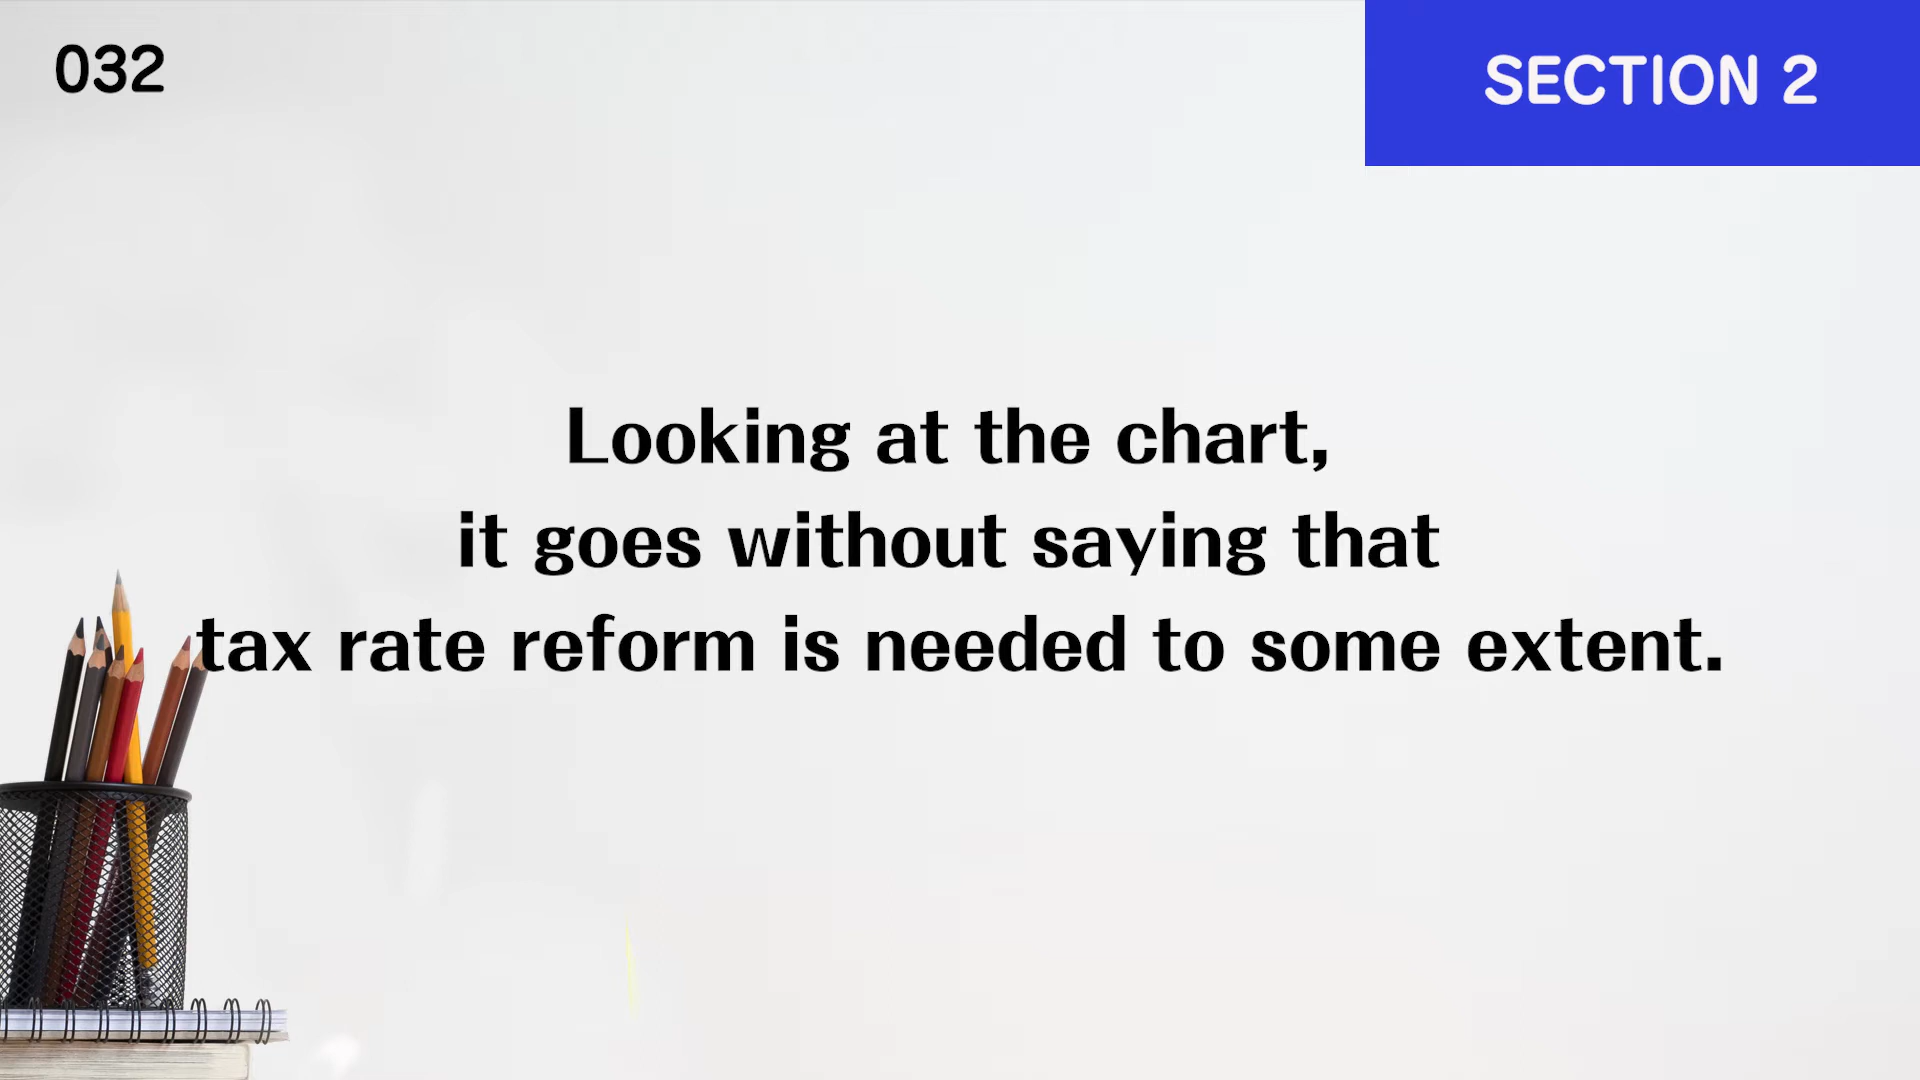 032
SECTION 2
Looking at the chart,
it goes without saying that
tax rate reform is needed to some extent.